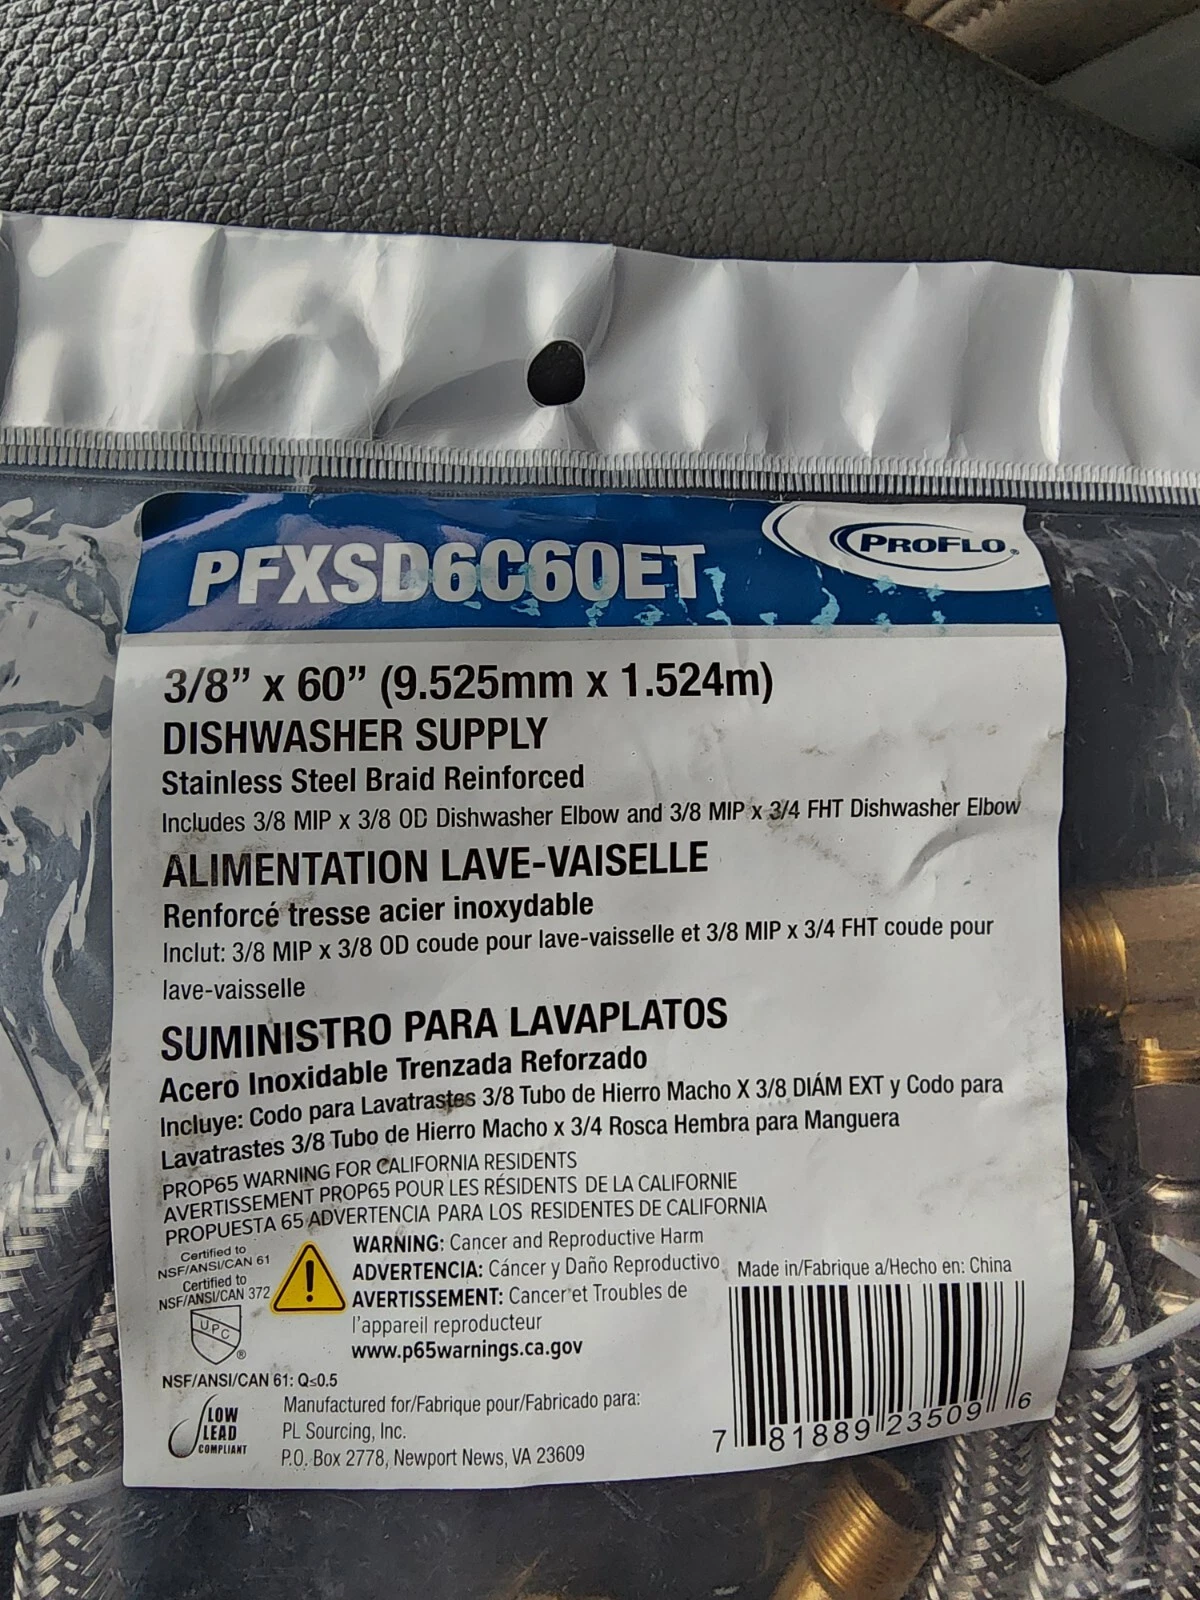 PFXSD6C60ET
PROFLO®
3/8” x 60” (9.525mm x 1.524m)
DISHWASHER SUPPLY
Stainless Steel Braid Reinforced
Includes 3/8 MIP x 3/8 OD Dishwasher Elbow and 3/8 MIP x 3/4 FHT Dishwasher Elbow
ALIMENTATION LAVE-VAISELLE
Renforcé tresse acier inoxydable
Inclut: 3/8 MIP x 3/8 OD coude pour lave-vaisselle et 3/8 MIP x 3/4 FHT coude pour
lave-vaisselle
SUMINISTRO PARA LAVAPLATOS
Acero Inoxidable Trenzada Reforzado
Incluye: Codo para Lavatrastes 3/8 Tubo de Hierro Macho X 3/8 DIÁM EXT y Codo para
Lavatrastes 3/8 Tubo de Hierro Macho x 3/4 Rosca Hembra para Manguera
PROP65 WARNING FOR CALIFORNIA RESIDENTS
AVERTISSEMENT PROP65 POUR LES RÉSIDENTS DE LA CALIFORNIE
PROPUESTA 65 ADVERTENCIA PARA LOS RESIDENTES DE CALIFORNIA
Certified to
NSF/ANSI/CAN 61
Certified to
NSF/ANSI/CAN 372
UPC®
WARNING: Cancer and Reproductive Harm
ADVERTENCIA: Cáncer y Daño Reproductivo
AVERTISSEMENT: Cancer et Troubles de
l'appareil reproducteur
www.p65warnings.ca.gov
Made in/Fabrique a/Hecho en: China
NSF/ANSI/CAN 61: Q≤0.5
LOW
LEAD
COMPLIANT
Manufactured for/Fabrique pour/Fabricado para:
PL Sourcing, Inc.
P.O. Box 2778, Newport News, VA 23609
7 81889 23509 6